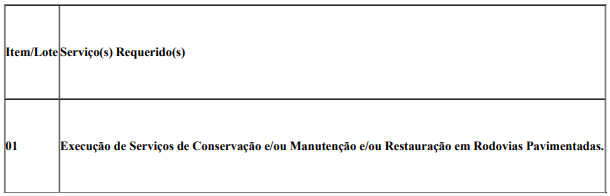 Item/Lote Serviço(s) Requerido(s)
01 Execução de Serviços de Conservação e/ou Manutenção e/ou Restauração em Rodovias Pavimentadas.